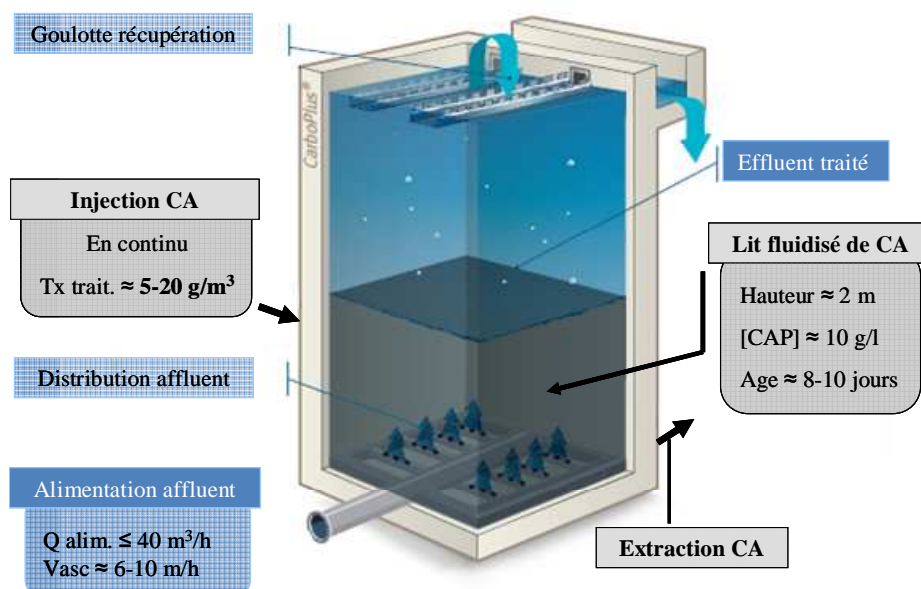 Goulotte récupération
CarboPlus®
Effluent traité
Injection CA
En continu
Tx trait. ≈ 5-20 g/m³
Lit fluidisé de CA
Hauteur ≈ 2 m
[CAP] ≈ 10 g/l
Age ≈ 8-10 jours
Distribution affluent
Alimentation affluent
Q alim. ≤ 40 m³/h
Vasc ≈ 6-10 m/h
Extraction CA